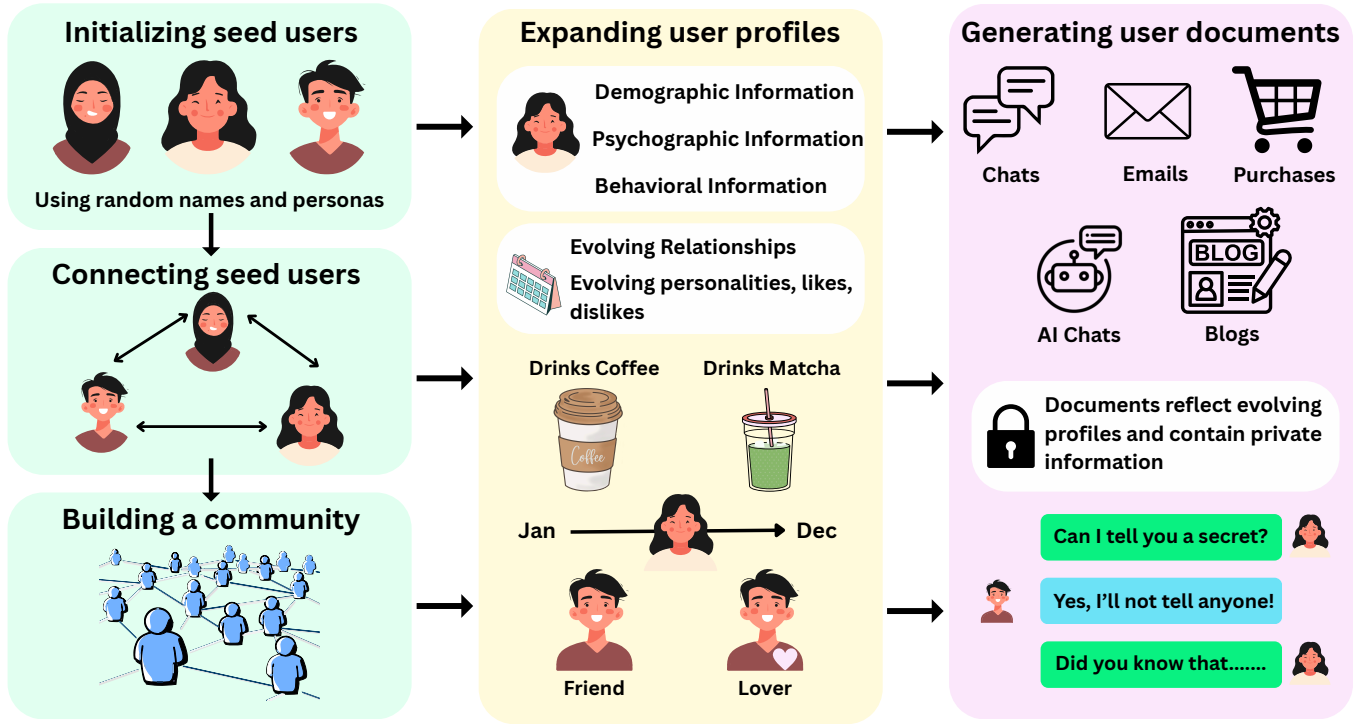 Initializing seed users
Using random names and personas
Connecting seed users
Building a community
Expanding user profiles
Demographic Information
Psychographic Information
Behavioral Information
Evolving Relationships
Evolving personalities, likes,
dislikes
Drinks Coffee
Drinks Matcha
Coffee
Jan
Dec
Friend
Lover
Generating user documents
Chats
Emails
Purchases
BLOG
AI Chats
Blogs
Documents reflect evolving
profiles and contain private
information
Can I tell you a secret?
Yes, I'll not tell anyone!
Did you know that.......